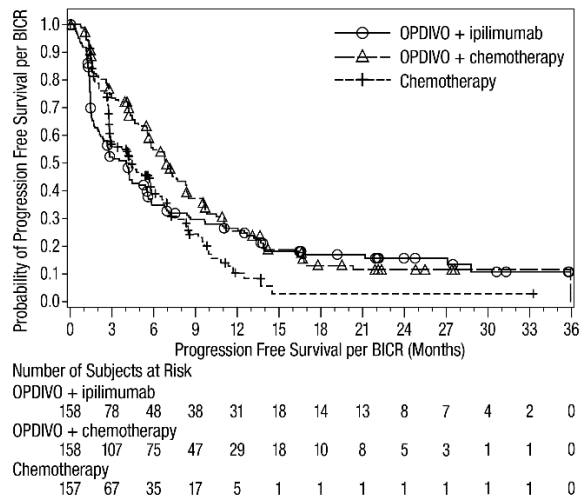 Probability of Progression Free Survival per BICR
1.0
0.9
0.8
0.7
0.6
0.5
0.4
0.3
0.2
0.1
0.0
OPDIVO + ipilimumab
OPDIVO + chemotherapy
Chemotherapy
0 3 6 9 12 15 18 21 24 27 30 33 36
Progression Free Survival per BICR (Months)
Number of Subjects at Risk
OPDIVO + ipilimumab
158 78 48 38 31 18 14 13 8 7 4 2 0
OPDIVO + chemotherapy
158 107 75 47 29 18 10 8 5 3 1 1 0
Chemotherapy
157 67 35 17 5 1 1 1 1 1 1 1 0